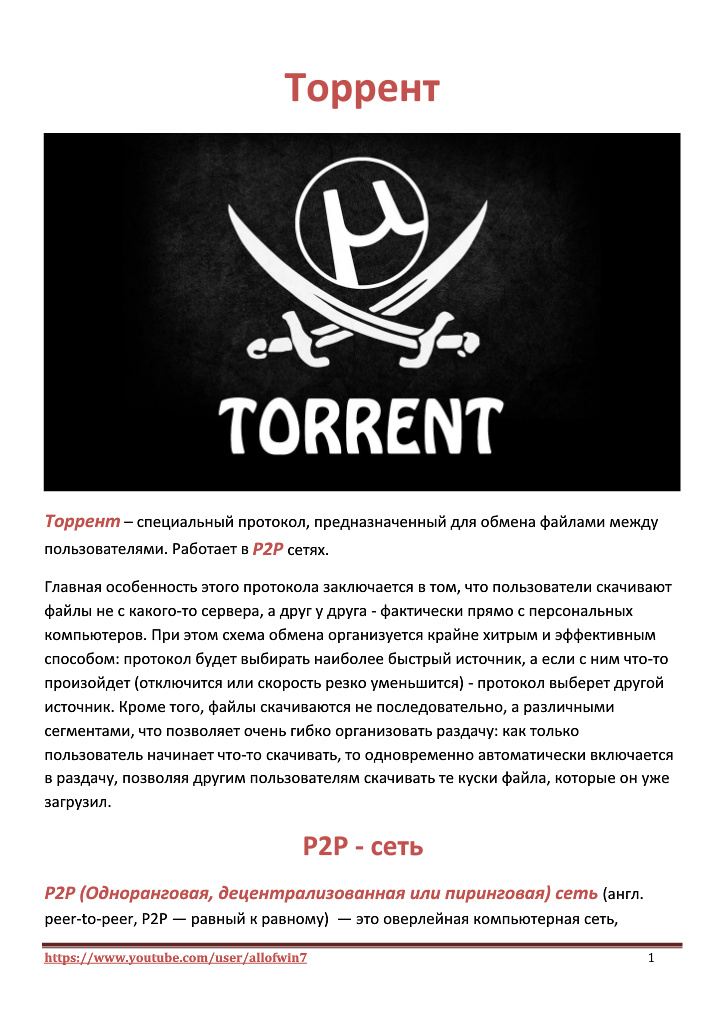 Торрент
µ
TORRENT
Торрент – специальный протокол, предназначенный для обмена файлами между
пользователями. Работает в P2P сетях.
Главная особенность этого протокола заключается в том, что пользователи скачивают
файлы не с какого-то сервера, а друг у друга - фактически прямо с персональных
компьютеров. При этом схема обмена организуется крайне хитрым и эффективным
способом: протокол будет выбирать наиболее быстрый источник, а если с ним что-то
произойдет (отключится или скорость резко уменьшится) - протокол выберет другой
источник. Кроме того, файлы скачиваются не последовательно, а различными
сегментами, что позволяет очень гибко организовать раздачу: как только
пользователь начинает что-то скачивать, то одновременно автоматически включается
в раздачу, позволяя другим пользователям скачивать те куски файла, которые он уже
загрузил.
P2P - сеть
P2P (Одноранговая, децентрализованная или пиринговая) сеть (англ.
peer-to-peer, P2P — равный к равному) — это оверлейная компьютерная сеть,
https://www.youtube.com/user/allofwin7 1